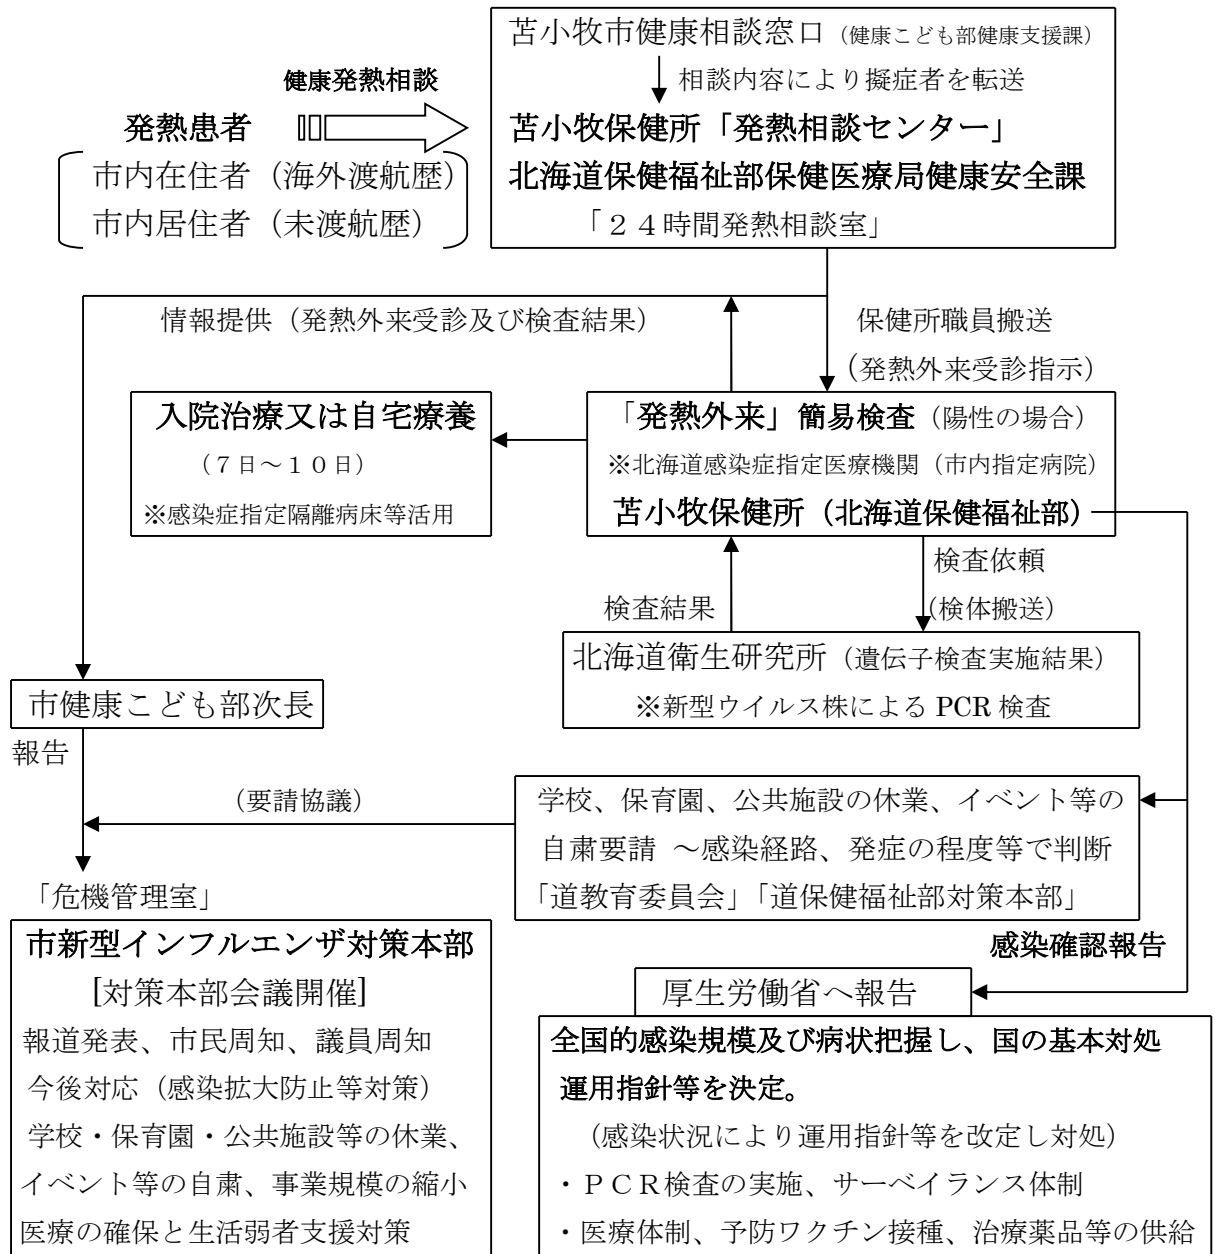 苫小牧市健康相談窓口（健康こども部健康支援課）
相談内容により擬症者を転送
苫小牧保健所「発熱相談センター」
北海道保健福祉部保健医療局健康安全課
「２４時間発熱相談室」
健康発熱相談
発熱患者
市内在住者（海外渡航歴）
市内居住者（未渡航歴）
情報提供（発熱外来受診及び検査結果）
保健所職員搬送
（発熱外来受診指示）
入院治療又は自宅療養
（７日～１０日）
※感染症指定隔離病床等活用
「発熱外来」簡易検査（陽性の場合）
※北海道感染症指定医療機関（市内指定病院）
苫小牧保健所（北海道保健福祉部）
検査結果
検査依頼
（検体搬送）
北海道衛生研究所（遺伝子検査実施結果）
※新型ウイルス株による PCR 検査
市健康こども部次長
報告
（要請協議）
学校、保育園、公共施設の休業、イベント等の
自粛要請 ～感染経路、発症の程度等で判断
「道教育委員会」「道保健福祉部対策本部」
「危機管理室」
市新型インフルエンザ対策本部
[対策本部会議開催]
報道発表、市民周知、議員周知
今後対応（感染拡大防止等対策）
学校・保育園・公共施設等の休業、
イベント等の自粛、事業規模の縮小
医療の確保と生活弱者支援対策
感染確認報告
厚生労働省へ報告
全国的感染規模及び病状把握し、国の基本対処
運用指針等を決定。
（感染状況により運用指針等を改定し対処）
・ＰＣＲ検査の実施、サーベイランス体制
・医療体制、予防ワクチン接種、治療薬品等の供給